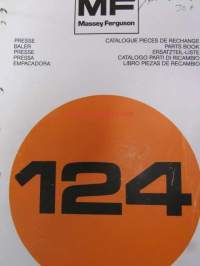 MF
Massey Ferguson
PRESSE CATALOGUE PIECES DE RECHANGE
BALER PARTS BOOK
PRESSE ERSATZTEIL-LISTE
PRESSA CATALOGO PARTI DI RICAMBIO
EMPACADORA LIBRO PIEZAS DE RECAMBIO
124